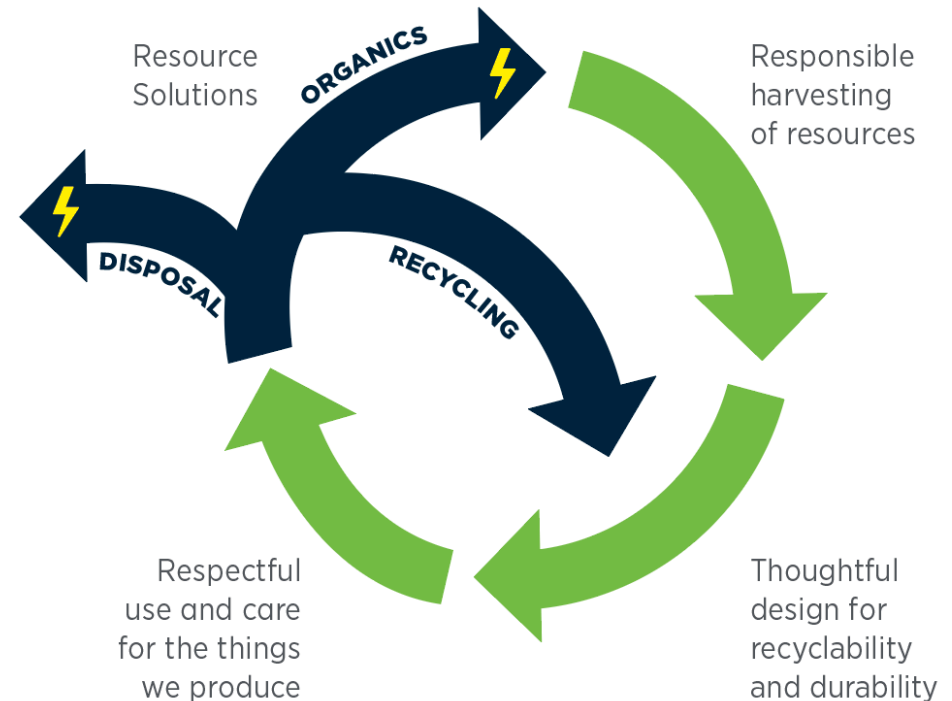 Resource
Solutions
ORGANICS
Responsible
harvesting
of resources
DISPOSAL
RECYCLING
Respectful
use and care
for the things
we produce
Thoughtful
design for
recyclability
and durability